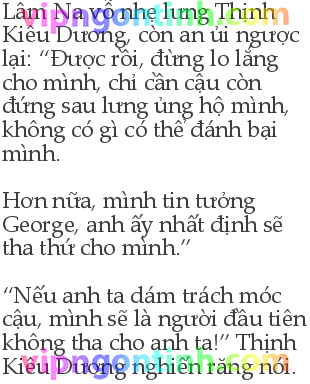 Lâm Na vỗ nhẹ lưng Thịnh
Kiều Dương, còn an ủi ngược
lại: “Được rồi, đừng lo lắng
cho mình, chỉ cần cậu còn
đứng sau lưng ủng hộ mình,
không có gì có thể đánh bại
mình.
Hơn nữa, mình tin tưởng
George, anh ấy nhất định sẽ
tha thứ cho mình.”
“Nếu anh ta dám trách móc
cậu, mình sẽ là người đầu tiên
không tha cho anh ta!” Thịnh
Kiều Dương nghiến răng nói.
vipngontinh.com
vipngontinh.com